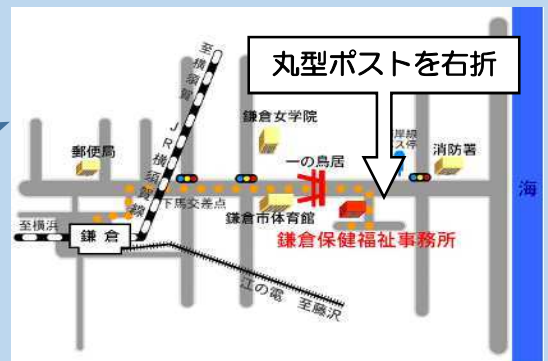 丸型ポストを右折
至横須賀
JR横須賀線
鎌倉女学院
郵便局
一の鳥居
岸線
ス停
消防署
下馬交差点
鎌倉市体育館
海
至横浜
鎌倉
鎌倉保健福祉事務所
江の電 至藤沢